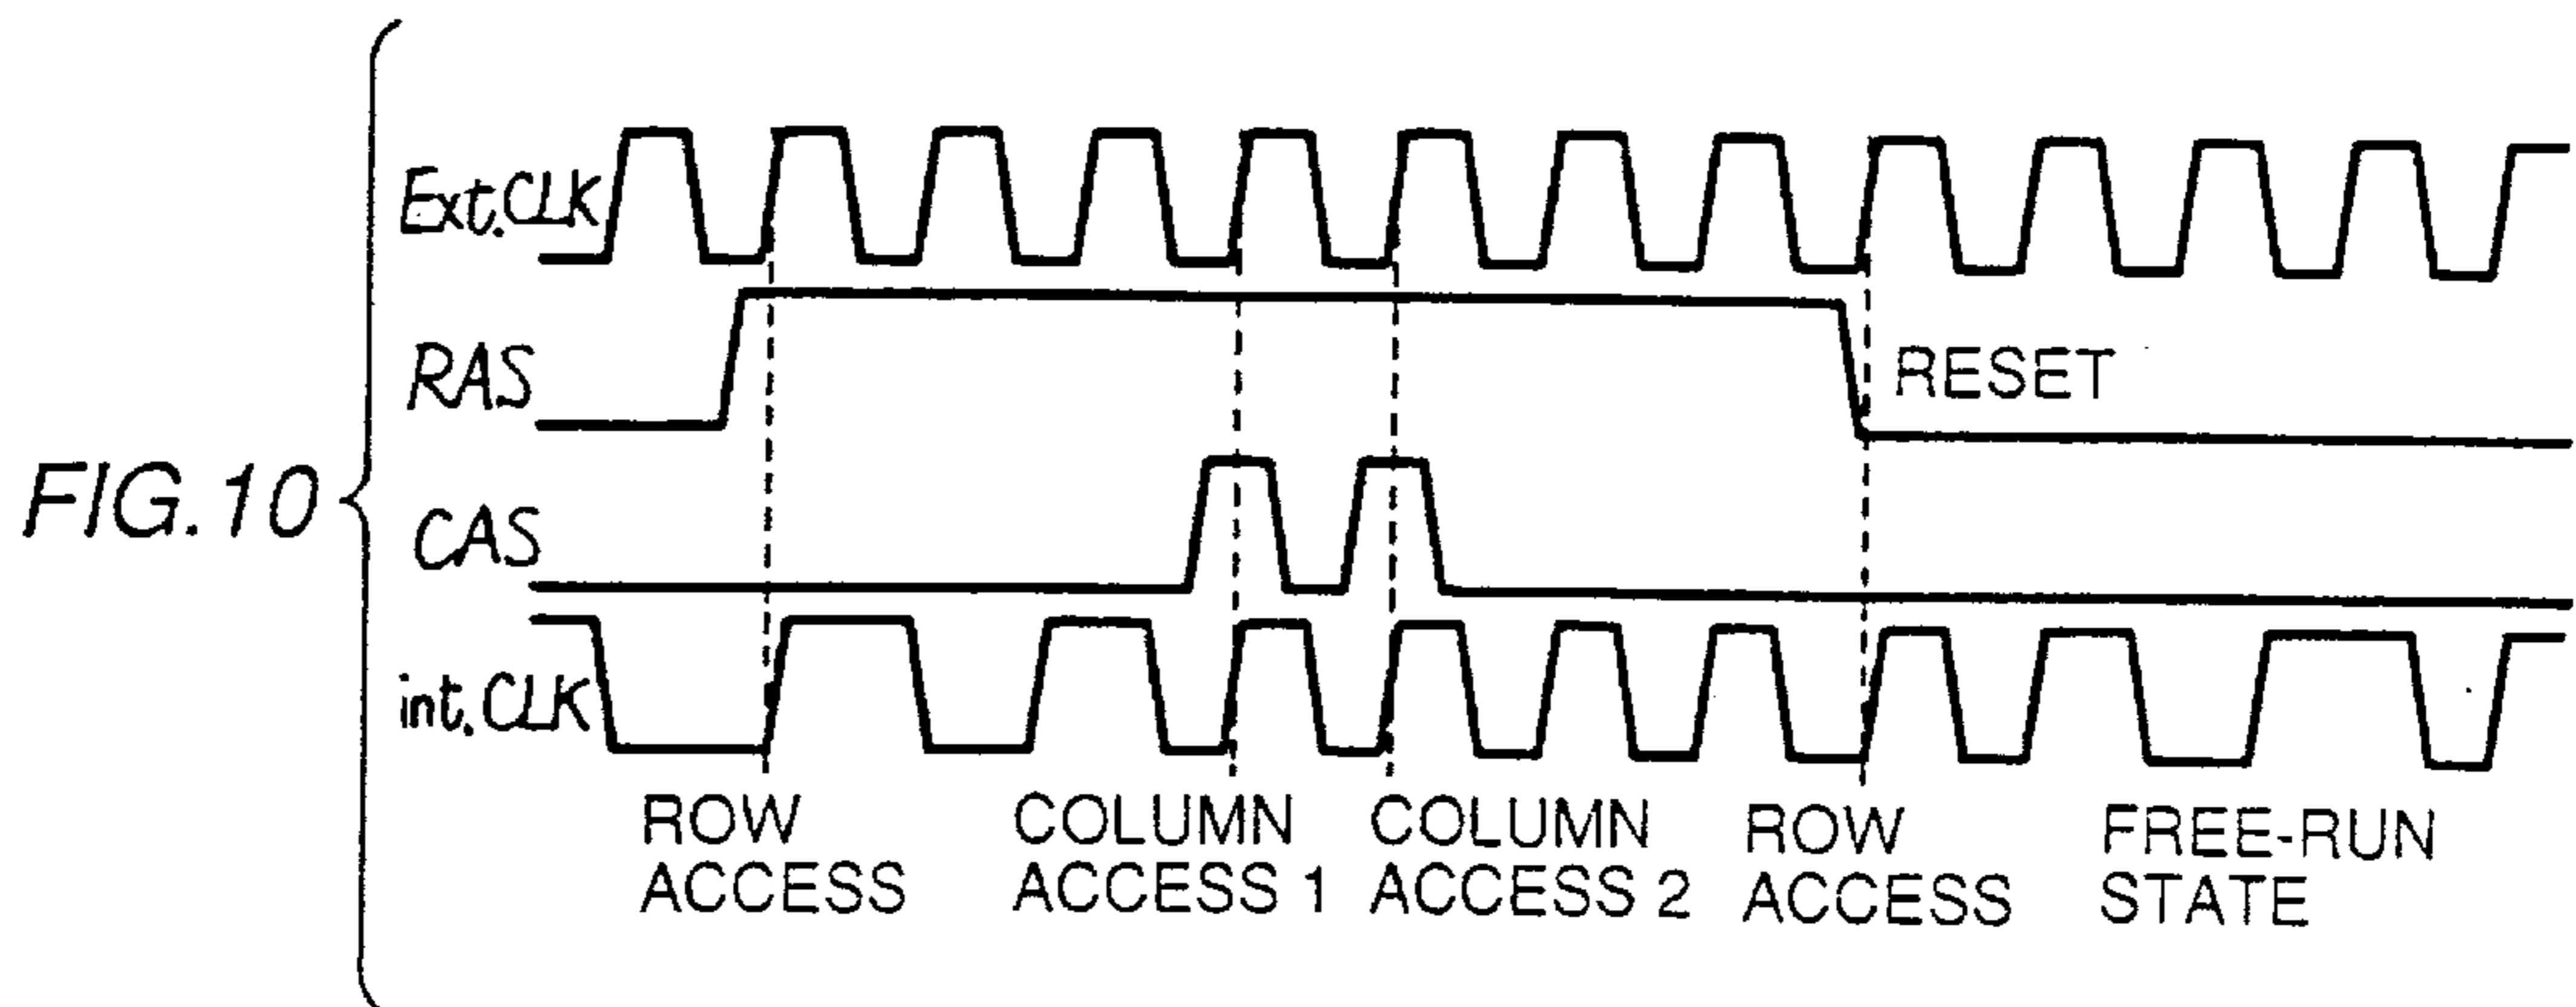 FIG. 10
Ext. CLK
RAS
RESET
CAS
int. CLK
ROW
ACCESS
COLUMN
ACCESS 1
COLUMN
ACCESS 2
ROW
ACCESS
FREE-RUN
STATE